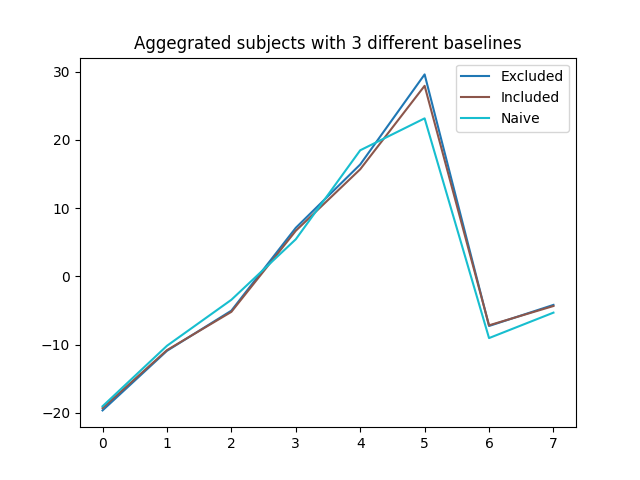 Aggegrated subjects with 3 different baselines
30
20
10
0
−10
−20
Excluded
Included
Naive
0 1 2 3 4 5 6 7